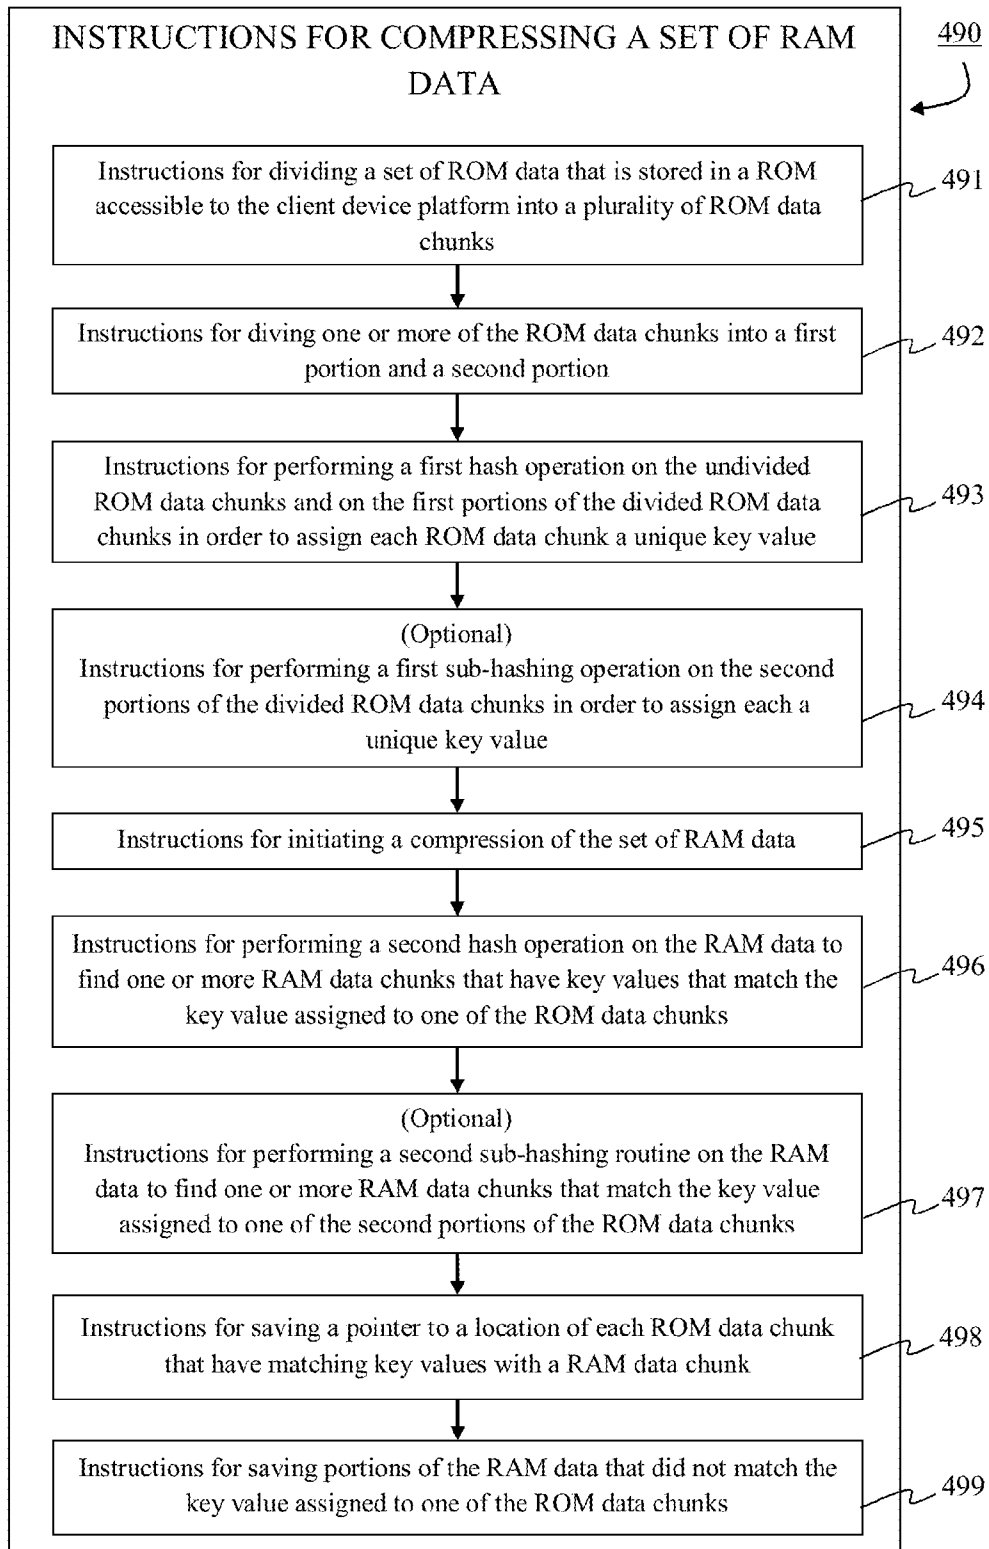 INSTRUCTIONS FOR COMPRESSING A SET OF RAM
DATA
490
Instructions for dividing a set of ROM data that is stored in a ROM
accessible to the client device platform into a plurality of ROM data
chunks
491
Instructions for diving one or more of the ROM data chunks into a first
portion and a second portion
492
Instructions for performing a first hash operation on the undivided
ROM data chunks and on the first portions of the divided ROM data
chunks in order to assign each ROM data chunk a unique key value
493
(Optional)
Instructions for performing a first sub-hashing operation on the second
portions of the divided ROM data chunks in order to assign each a
unique key value
494
Instructions for initiating a compression of the set of RAM data
495
Instructions for performing a second hash operation on the RAM data to
find one or more RAM data chunks that have key values that match the
key value assigned to one of the ROM data chunks
496
(Optional)
Instructions for performing a second sub-hashing routine on the RAM
data to find one or more RAM data chunks that match the key value
assigned to one of the second portions of the ROM data chunks
497
Instructions for saving a pointer to a location of each ROM data chunk
that have matching key values with a RAM data chunk
498
Instructions for saving portions of the RAM data that did not match the
key value assigned to one of the ROM data chunks
499